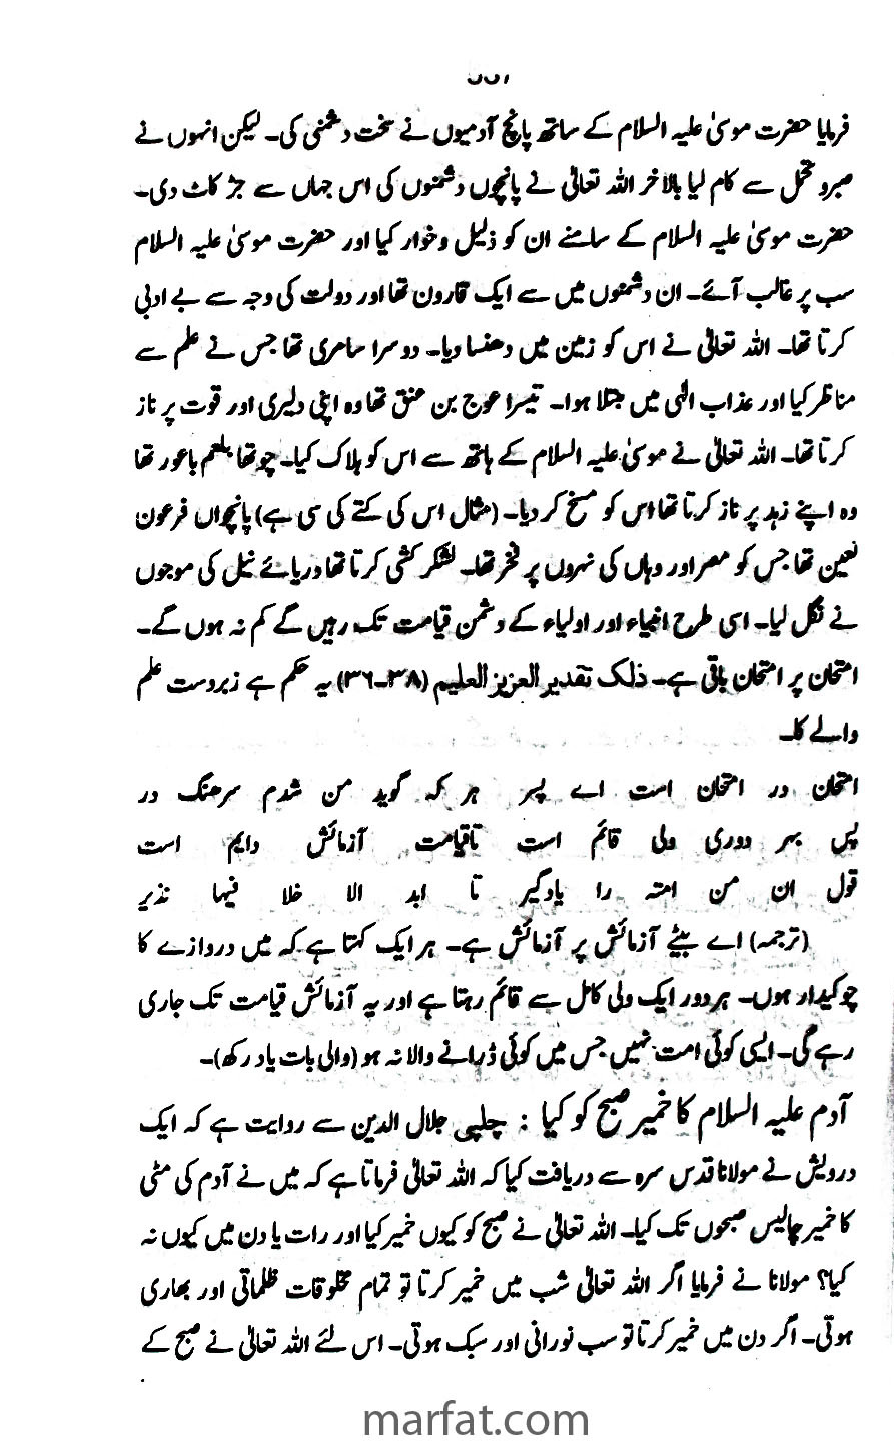 فرمایا حضرت موسیٰ علیہ السلام کے ساتھ پانچ آدمیوں نے سخت دشمنی کی۔ لیکن انہوں نے
صبر و تحمل سے کام لیا بالاخر اللہ تعالیٰ نے پانچوں دشمنوں کی اس جہاں سے جڑ کاٹ دی۔
حضرت موسیٰ علیہ السلام کے سامنے ان کو ذلیل و خوار کیا اور حضرت موسیٰ علیہ السلام
سب پر غالب آئے۔ ان دشمنوں میں سے ایک قارون تھا اور دولت کی وجہ سے بے ادبی
کرتا تھا۔ اللہ تعالیٰ نے اس کو زمین میں دھنسا دیا۔ دوسرا سامری تھا جس نے علم سے
مناظر کیا اور عذاب الٰہی میں مبتلا ہوا۔ تیسرا عوج بن عنق تھا وہ اپنی دلیری اور قوت پر ناز
کرتا تھا۔ اللہ تعالیٰ نے موسیٰ علیہ السلام کے ہاتھ سے اس کو ہلاک کیا۔ چوتھا بلعم باعور تھا
وہ اپنے زہد پر ناز کرتا تھا اس کو مسخ کر دیا۔ (مثال اس کی کتے کی سی ہے) پانچواں فرعون
لعین تھا جس کو مصر اور وہاں کی نہروں پر فخر تھا۔ لشکر کشی کرتا تھا دریائے نیل کی موجوں
نے نگل لیا۔ اسی طرح انبیاء اور اولیاء کے دشمن قیامت تک رہیں گے کم نہ ہوں گے۔
امتحان پر امتحان باقی ہے۔ ذلک تقدیر العزیز العلیم (۳۸۔۳۶) یہ حکم ہے زبردست علم
والے کا۔
امتحان در امتحان است اے پسر ہر کہ گوید من شدم سرہنگ در
پس بہر دوری ولی قائم است تاقیامت آزمائش دایم است
قول ان من امتہ را یادگیر تا ابد الا خلا فیہا نذیر
(ترجمہ) اے بیٹے آزمائش پر آزمائش ہے۔ ہر ایک کہتا ہے کہ میں دروازے کا
چوکیدار ہوں۔ ہر دور ایک ولی کامل سے قائم رہتا ہے اور یہ آزمائش قیامت تک جاری
رہے گی۔ ایسی کوئی امت نہیں جس میں کوئی ڈرانے والا نہ ہو (والی بات یاد رکھ)۔
آدم علیہ السلام کا خمیر صبح کو کیا : چلپی جلال الدین سے روایت ہے کہ ایک
درویش نے مولانا قدس سرہ سے دریافت کیا کہ اللہ تعالیٰ فرماتا ہے کہ میں نے آدم کی مٹی
کا خمیر چالیس صبحوں تک کیا۔ اللہ تعالیٰ نے صبح کو کیوں خمیر کیا اور رات یا دن میں کیوں نہ
کیا؟ مولانا نے فرمایا اگر اللہ تعالیٰ شب میں خمیر کرتا تو تمام مخلوقات ظلماتی اور بھاری
ہوتی۔ اگر دن میں خمیر کرتا تو سب نورانی اور سبک ہوتی۔ اس لئے اللہ تعالیٰ نے صبح کے
marfat.com